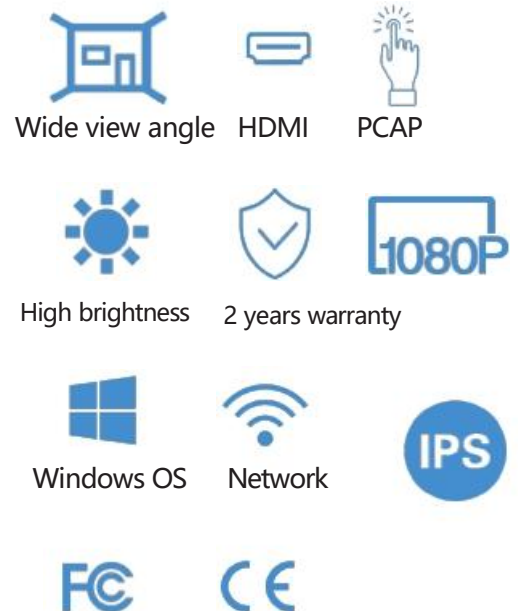 Wide view angle HDMI PCAP
1080P
High brightness 2 years warranty
IPS
Windows OS Network
FC CE